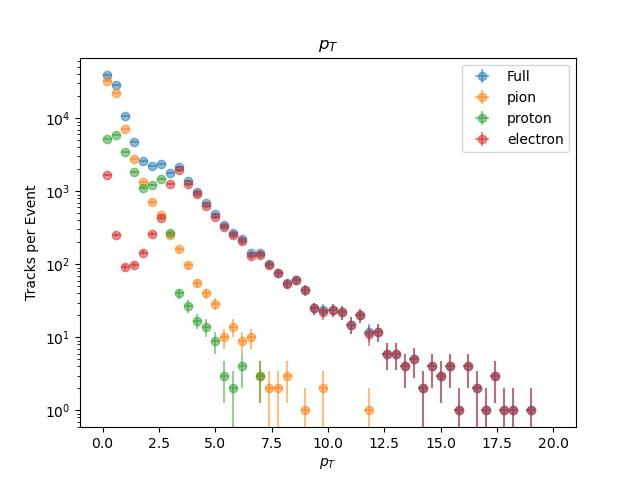 p_T
Full
pion
proton
electron
Tracks per Event
10^4
10^3
10^2
10^1
10^0
0.0 2.5 5.0 7.5 10.0 12.5 15.0 17.5 20.0
p_T